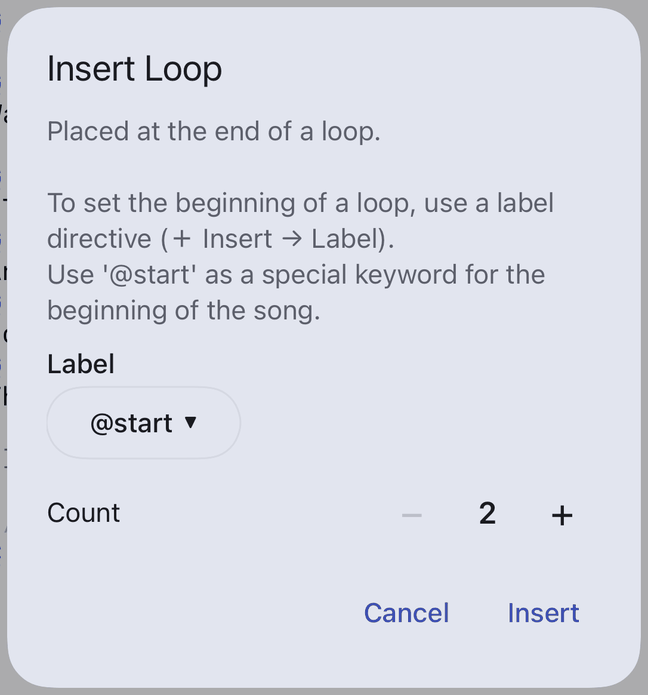 Insert Loop
Placed at the end of a loop.
To set the beginning of a loop, use a label
directive (+ Insert → Label).
Use '@start' as a special keyword for the
beginning of the song.
Label
@start ▼
Count
− 2 +
Cancel Insert